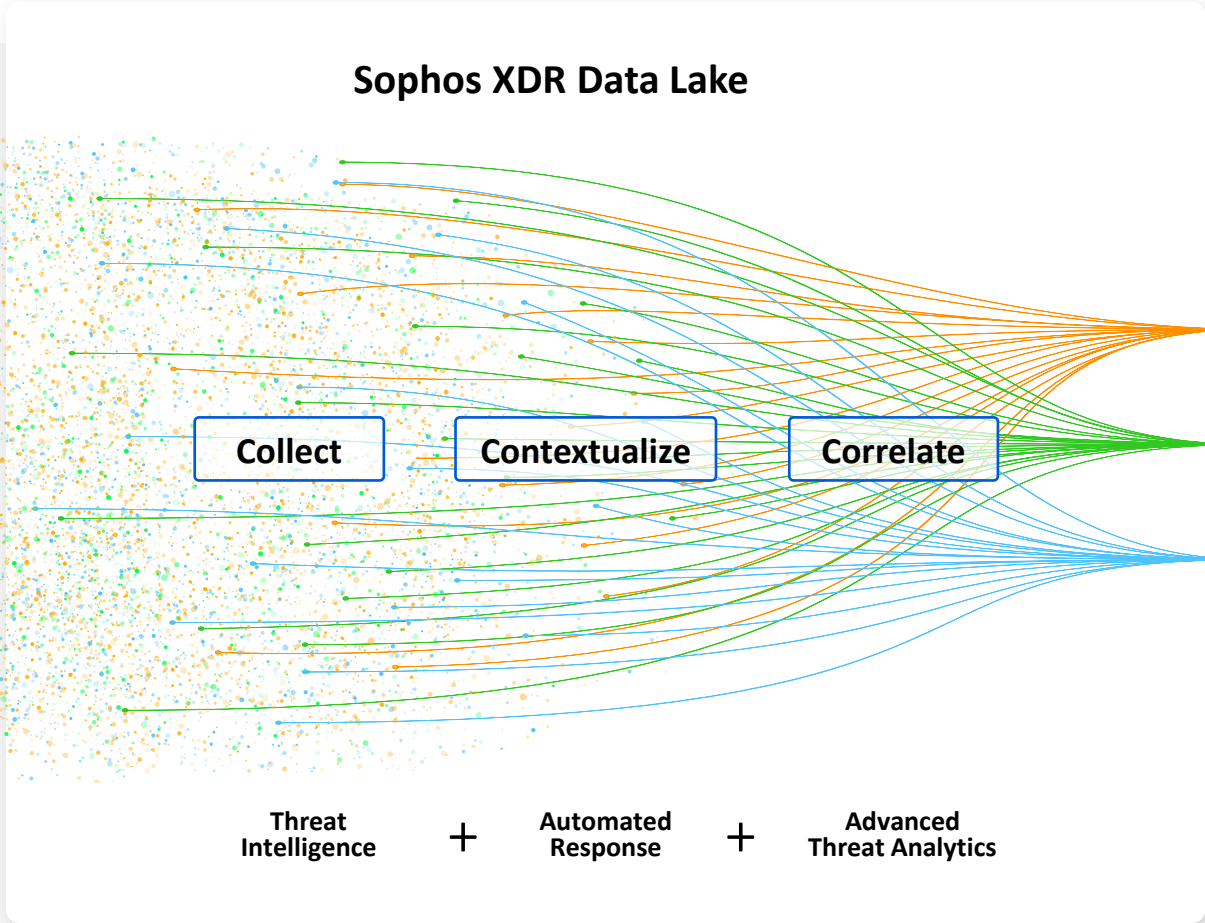 Sophos XDR Data Lake
Collect
Contextualize
Correlate
Threat
Intelligence
+
Automated
Response
+
Advanced
Threat Analytics